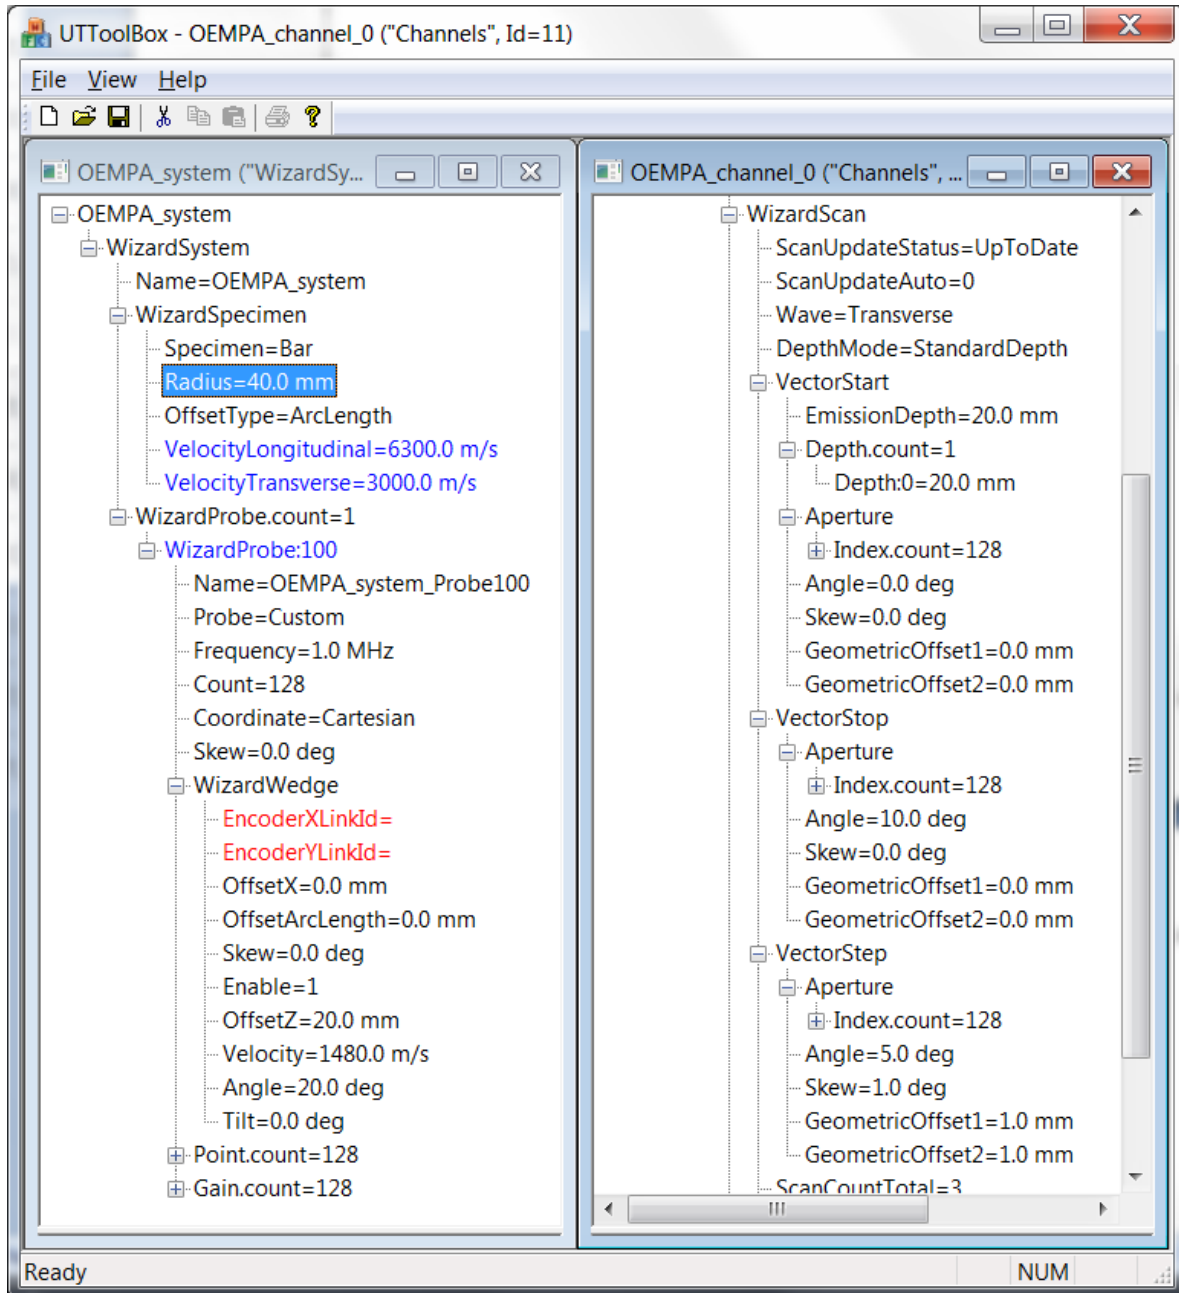 UTToolBox - OEMPA_channel_0 ("Channels", Id=11)
File View Help
OEMPA_system ("WizardSy...
OEMPA_system
WizardSystem
Name=OEMPA_system
WizardSpecimen
Specimen=Bar
Radius=40.0 mm
OffsetType=ArcLength
VelocityLongitudinal=6300.0 m/s
VelocityTransverse=3000.0 m/s
WizardProbe.count=1
WizardProbe:100
Name=OEMPA_system_Probe100
Probe=Custom
Frequency=1.0 MHz
Count=128
Coordinate=Cartesian
Skew=0.0 deg
WizardWedge
EncoderXLinkId=
EncoderYLinkId=
OffsetX=0.0 mm
OffsetArcLength=0.0 mm
Skew=0.0 deg
Enable=1
OffsetZ=20.0 mm
Velocity=1480.0 m/s
Angle=20.0 deg
Tilt=0.0 deg
Point.count=128
Gain.count=128
OEMPA_channel_0 ("Channels", ...
WizardScan
ScanUpdateStatus=UpToDate
ScanUpdateAuto=0
Wave=Transverse
DepthMode=StandardDepth
VectorStart
EmissionDepth=20.0 mm
Depth.count=1
Depth:0=20.0 mm
Aperture
Index.count=128
Angle=0.0 deg
Skew=0.0 deg
GeometricOffset1=0.0 mm
GeometricOffset2=0.0 mm
VectorStop
Aperture
Index.count=128
Angle=10.0 deg
Skew=0.0 deg
GeometricOffset1=0.0 mm
GeometricOffset2=0.0 mm
VectorStep
Aperture
Index.count=128
Angle=5.0 deg
Skew=1.0 deg
GeometricOffset1=1.0 mm
GeometricOffset2=1.0 mm
ScanCountTotal=3
Ready
NUM